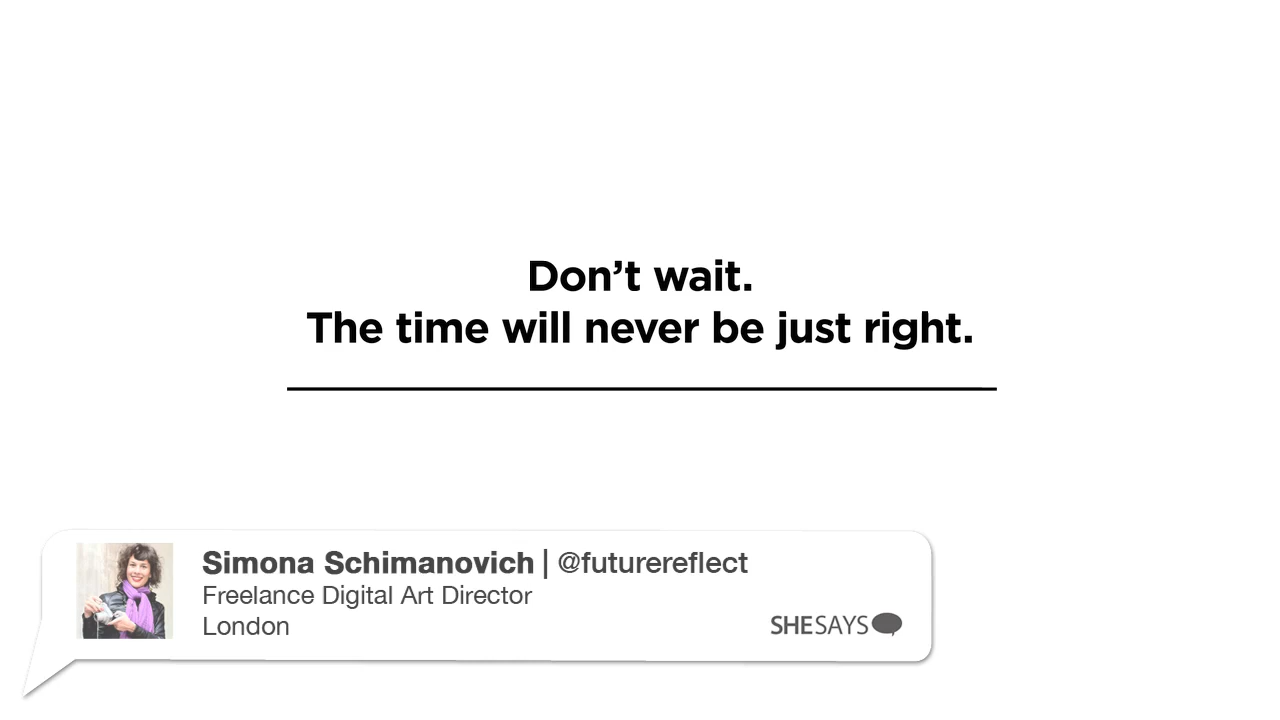 Don’t wait.
The time will never be just right.
Simona Schimanovich | @futurereflect
Freelance Digital Art Director
London
SHESAYS